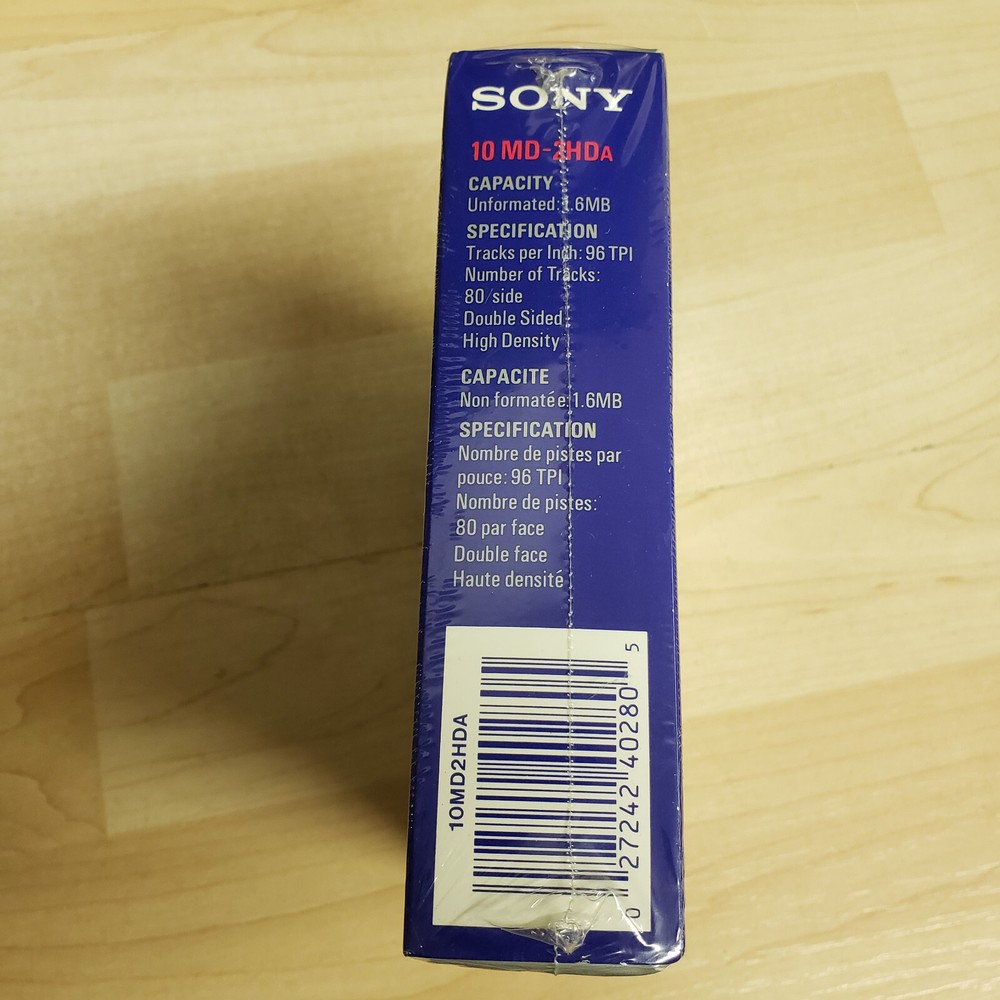 SONY
10 MD-2HDA
CAPACITY
Unformated: 1.6MB
SPECIFICATION
Tracks per Inch: 96 TPI
Number of Tracks:
80/side
Double Sided
High Density
CAPACITE
Non formatée: 1.6MB
SPECIFICATION
Nombre de pistes par
pouce: 96 TPI
Nombre de pistes:
80 par face
Double face
Haute densité
10MD2HDA
0 27242 40280 5